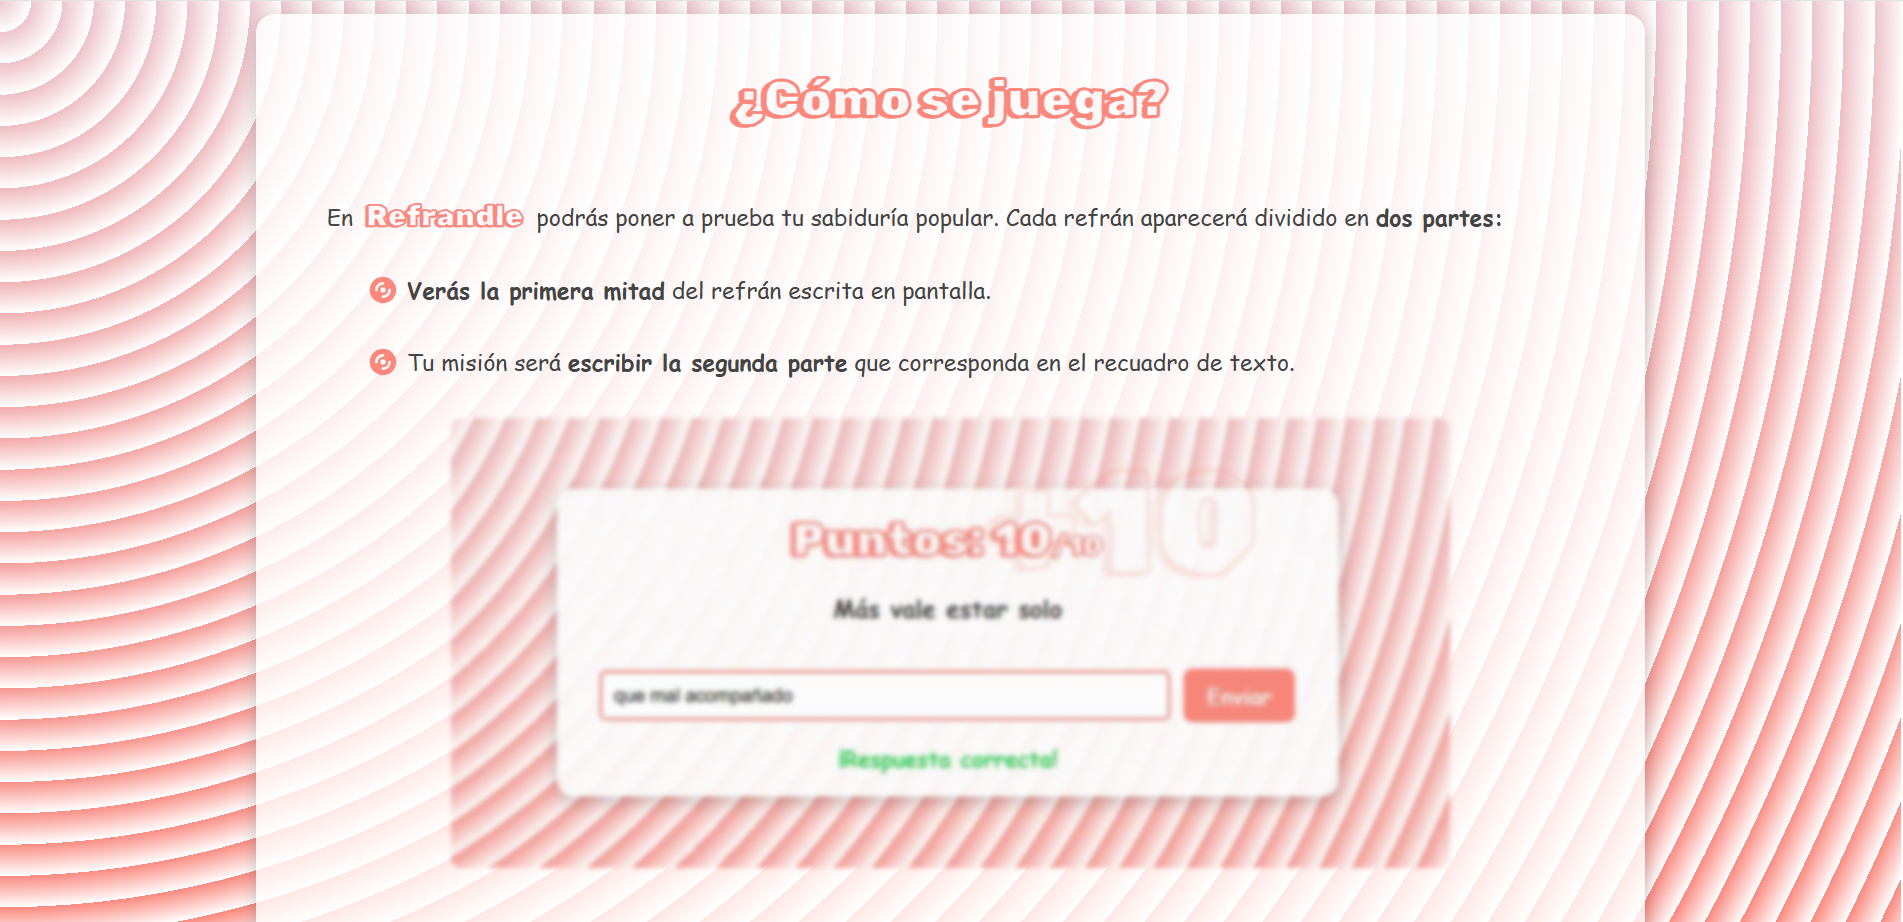 ¿Cómo se juega?
En Refrandle podrás poner a prueba tu sabiduría popular. Cada refrán aparecerá dividido en dos partes:
Verás la primera mitad del refrán escrita en pantalla.
Tu misión será escribir la segunda parte que corresponda en el recuadro de texto.
+10
Puntos: 10/10
Más vale estar solo
que mal acompañado
Enviar
¡Respuesta correcta!